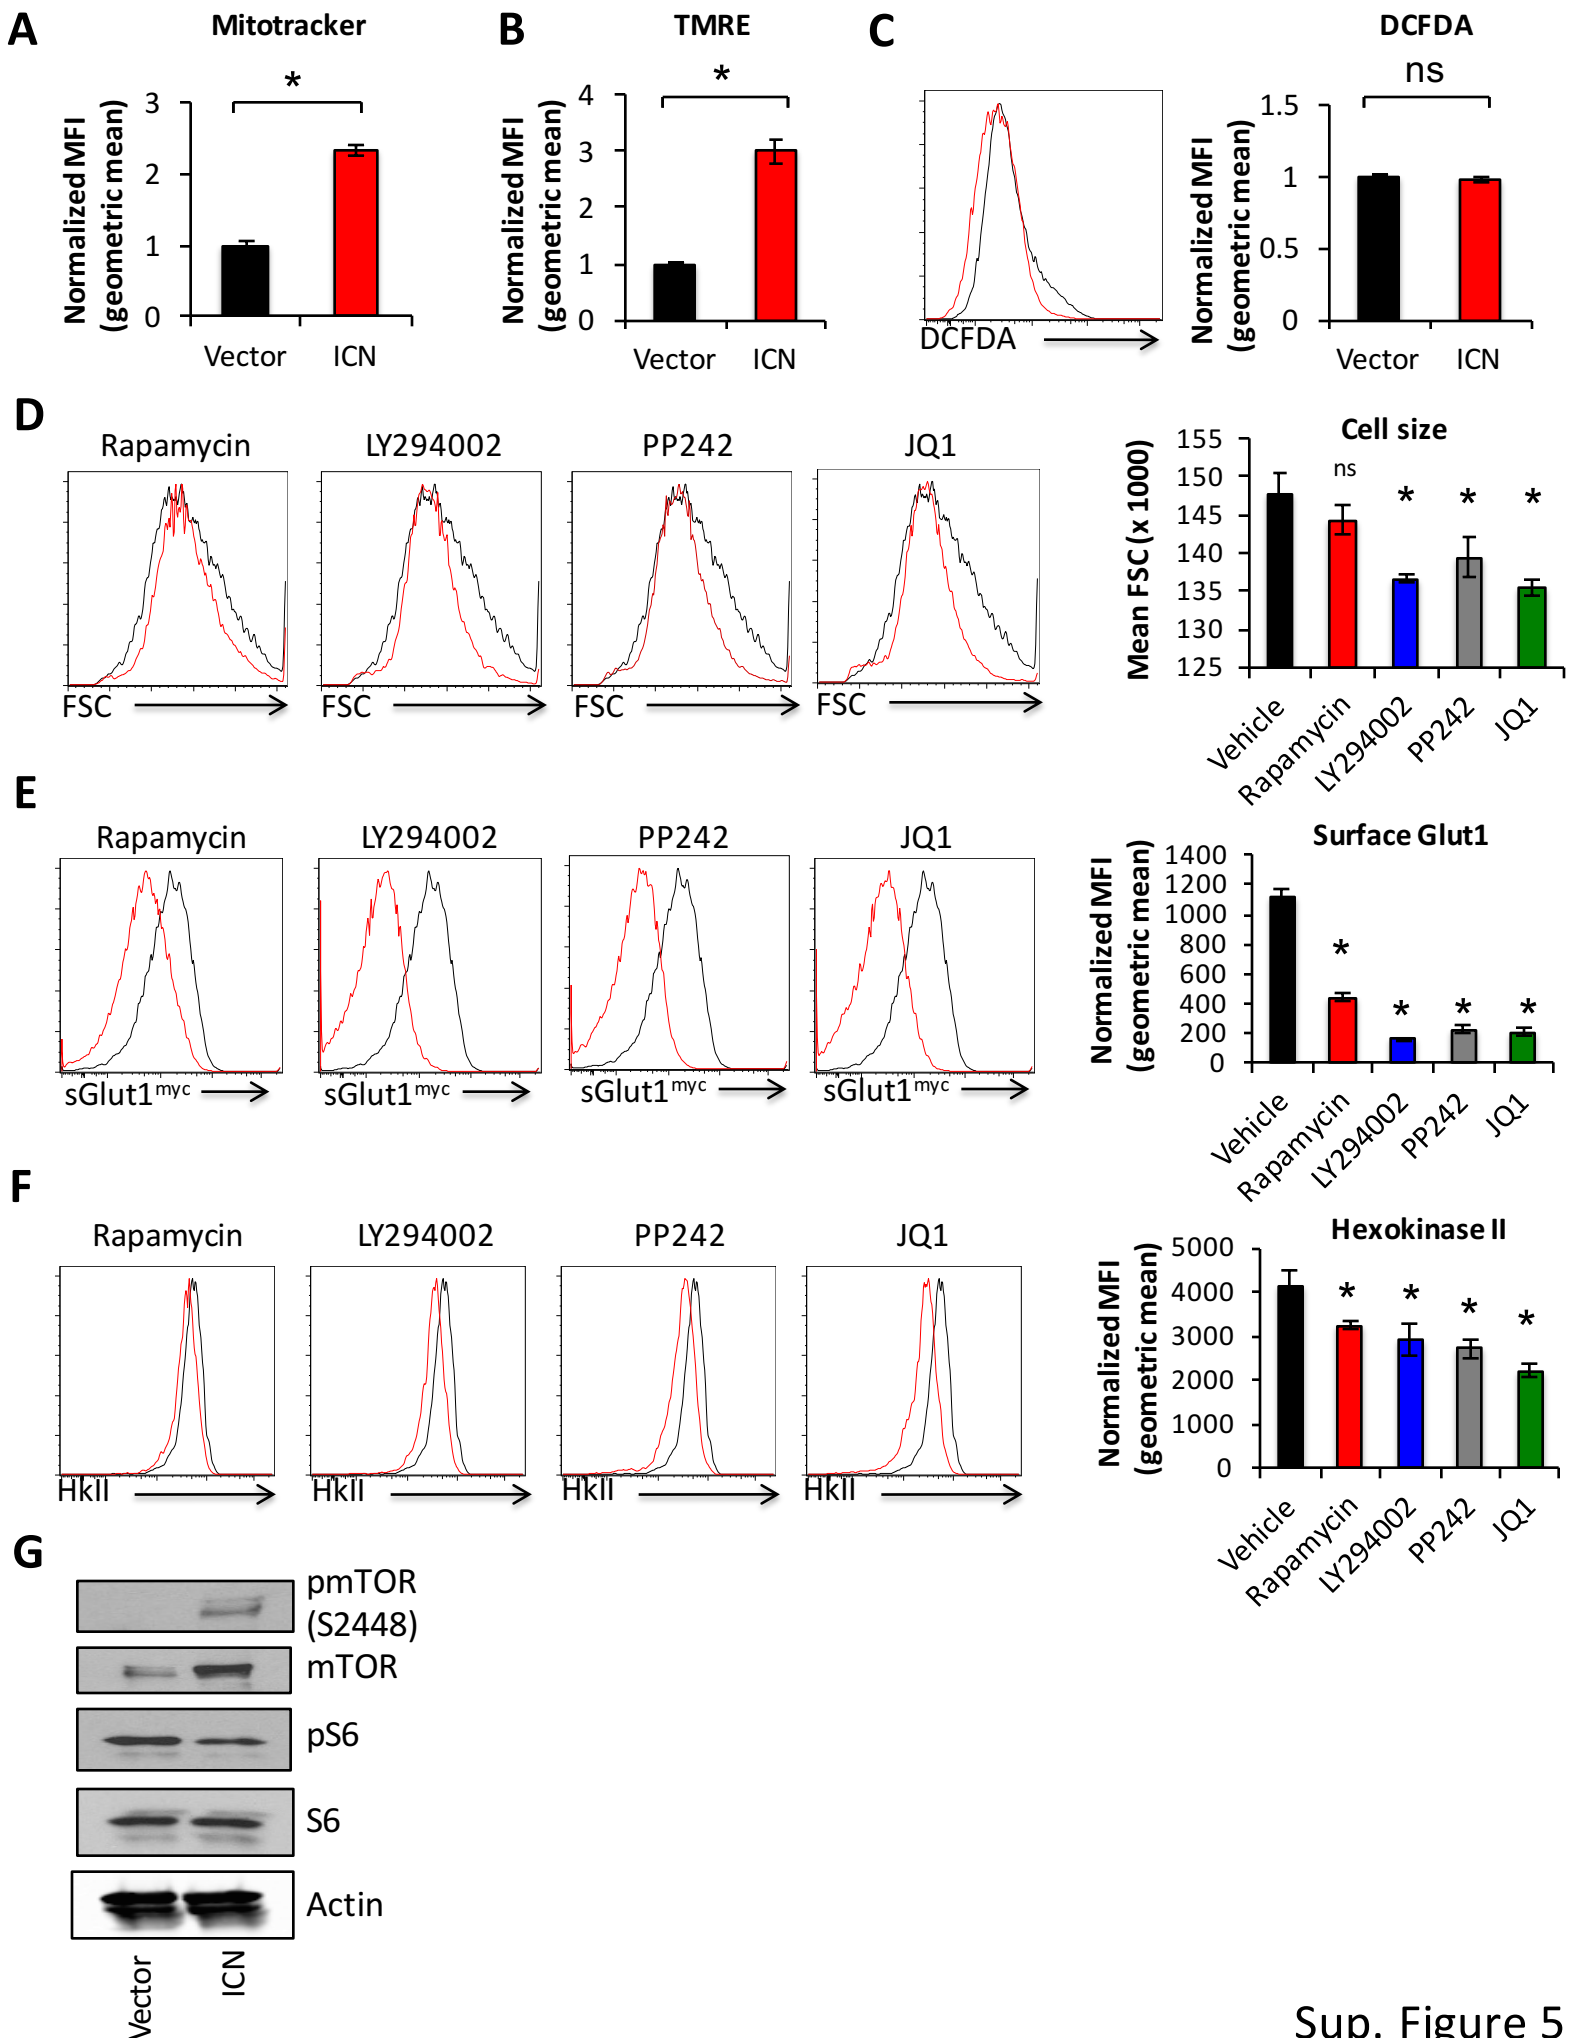 A
Mitotracker
*
Normalized MFI
(geometric mean)
3
2
1
0
Vector
ICN
B
TMRE
*
Normalized MFI
(geometric mean)
4
3
2
1
0
Vector
ICN
C
DCFDA
DCFDA
ns
Normalized MFI
(geometric mean)
1.5
1
0.5
0
Vector
ICN
D
Rapamycin
LY294002
PP242
JQ1
FSC
FSC
FSC
FSC
Cell size
Mean FSC (x 1000)
155
150
145
140
135
130
125
ns
*
*
*
Vehicle
Rapamycin
LY294002
PP242
JQ1
E
Rapamycin
LY294002
PP242
JQ1
sGlut1myc
sGlut1myc
sGlut1myc
sGlut1myc
Surface Glut1
Normalized MFI
(geometric mean)
1400
1200
1000
800
600
400
200
0
*
*
*
*
Vehicle
Rapamycin
LY294002
PP242
JQ1
F
Rapamycin
LY294002
PP242
JQ1
HkII
HkII
HkII
HkII
Hexokinase II
Normalized MFI
(geometric mean)
5000
4000
3000
2000
1000
0
*
*
*
*
Vehicle
Rapamycin
LY294002
PP242
JQ1
G
pmTOR
(S2448)
mTOR
pS6
S6
Actin
Vector
ICN
Sup. Figure 5